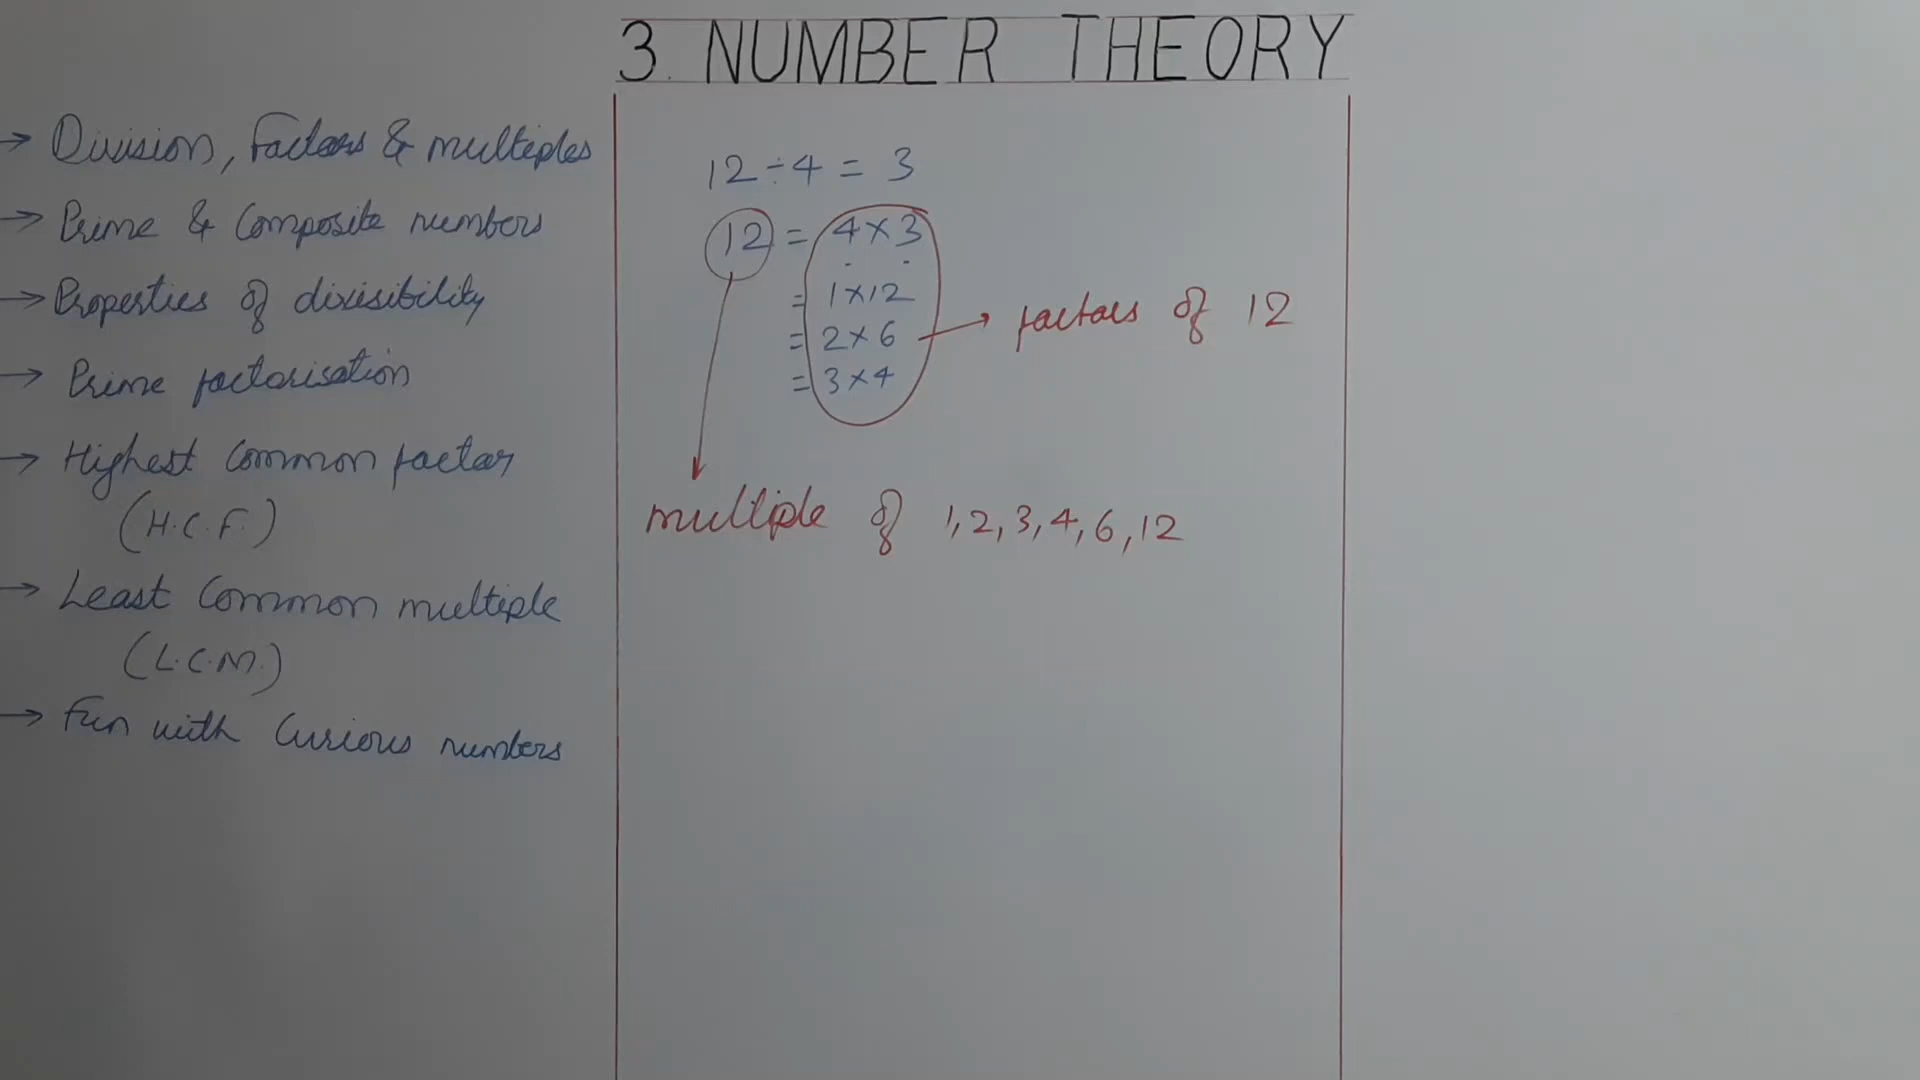 3. NUMBER THEORY
→ Division, Factors & multiples
→ Prime & Composite numbers
→ Properties of divisibility
→ Prime factorisation
→ Highest Common factor
(H.C.F.)
→ Least Common multiple
(L.C.M.)
→ Fun with Curious numbers
12 ÷ 4 = 3
12 = 4 × 3
= 1 × 12
= 2 × 6 → factors of 12
= 3 × 4
multiple of 1, 2, 3, 4, 6, 12